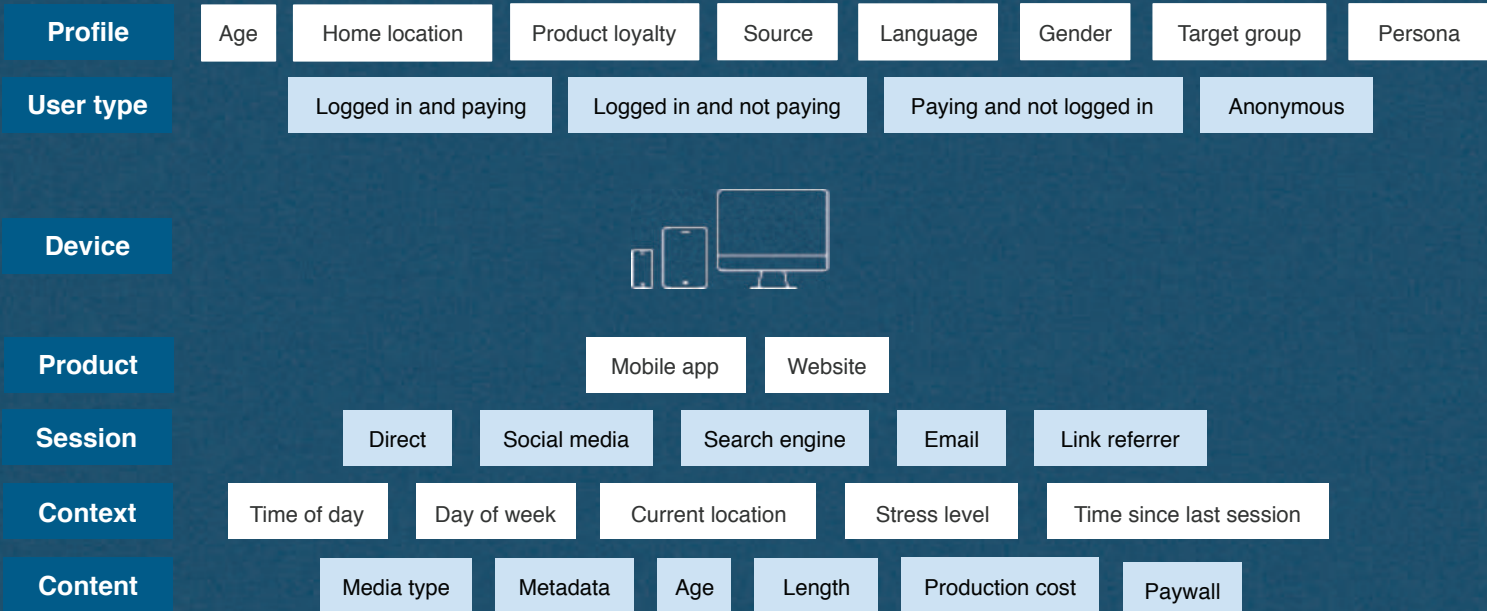 Profile Age Home location Product loyalty Source Language Gender Target group Persona
User type Logged in and paying Logged in and not paying Paying and not logged in Anonymous
Device
Product Mobile app Website
Session Direct Social media Search engine Email Link referrer
Context Time of day Day of week Current location Stress level Time since last session
Content Media type Metadata Age Length Production cost Paywall